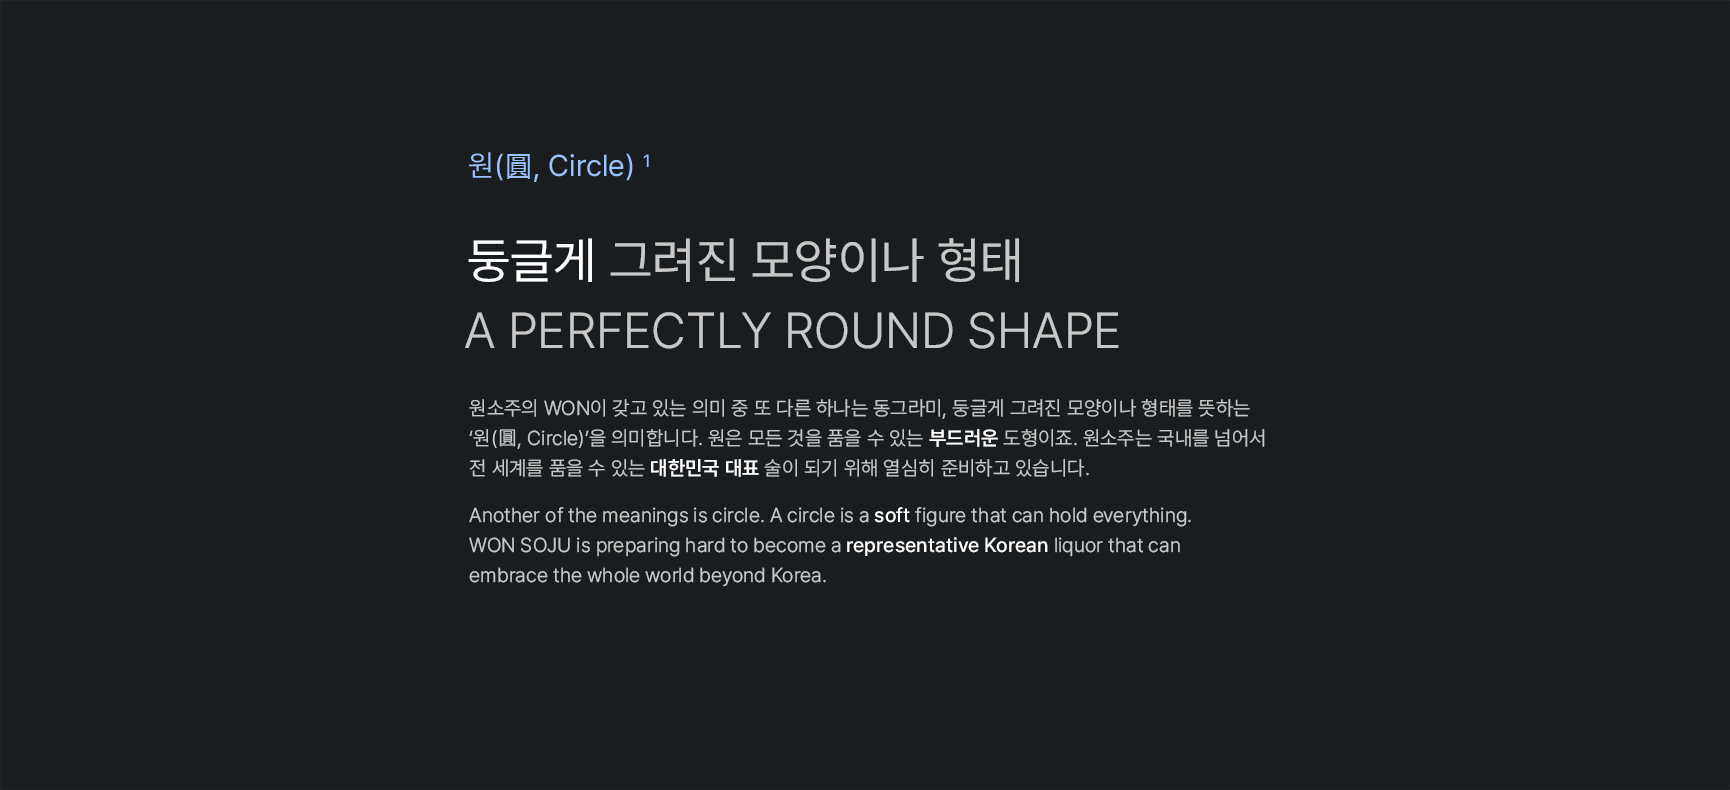 원(圓, Circle) ¹
둥글게 그려진 모양이나 형태
A PERFECTLY ROUND SHAPE
원소주의 WON이 갖고 있는 의미 중 또 다른 하나는 동그라미, 둥글게 그려진 모양이나 형태를 뜻하는
‘원(圓, Circle)’을 의미합니다. 원은 모든 것을 품을 수 있는 부드러운 도형이죠. 원소주는 국내를 넘어서
전 세계를 품을 수 있는 대한민국 대표 술이 되기 위해 열심히 준비하고 있습니다.
Another of the meanings is circle. A circle is a soft figure that can hold everything.
WON SOJU is preparing hard to become a representative Korean liquor that can
embrace the whole world beyond Korea.